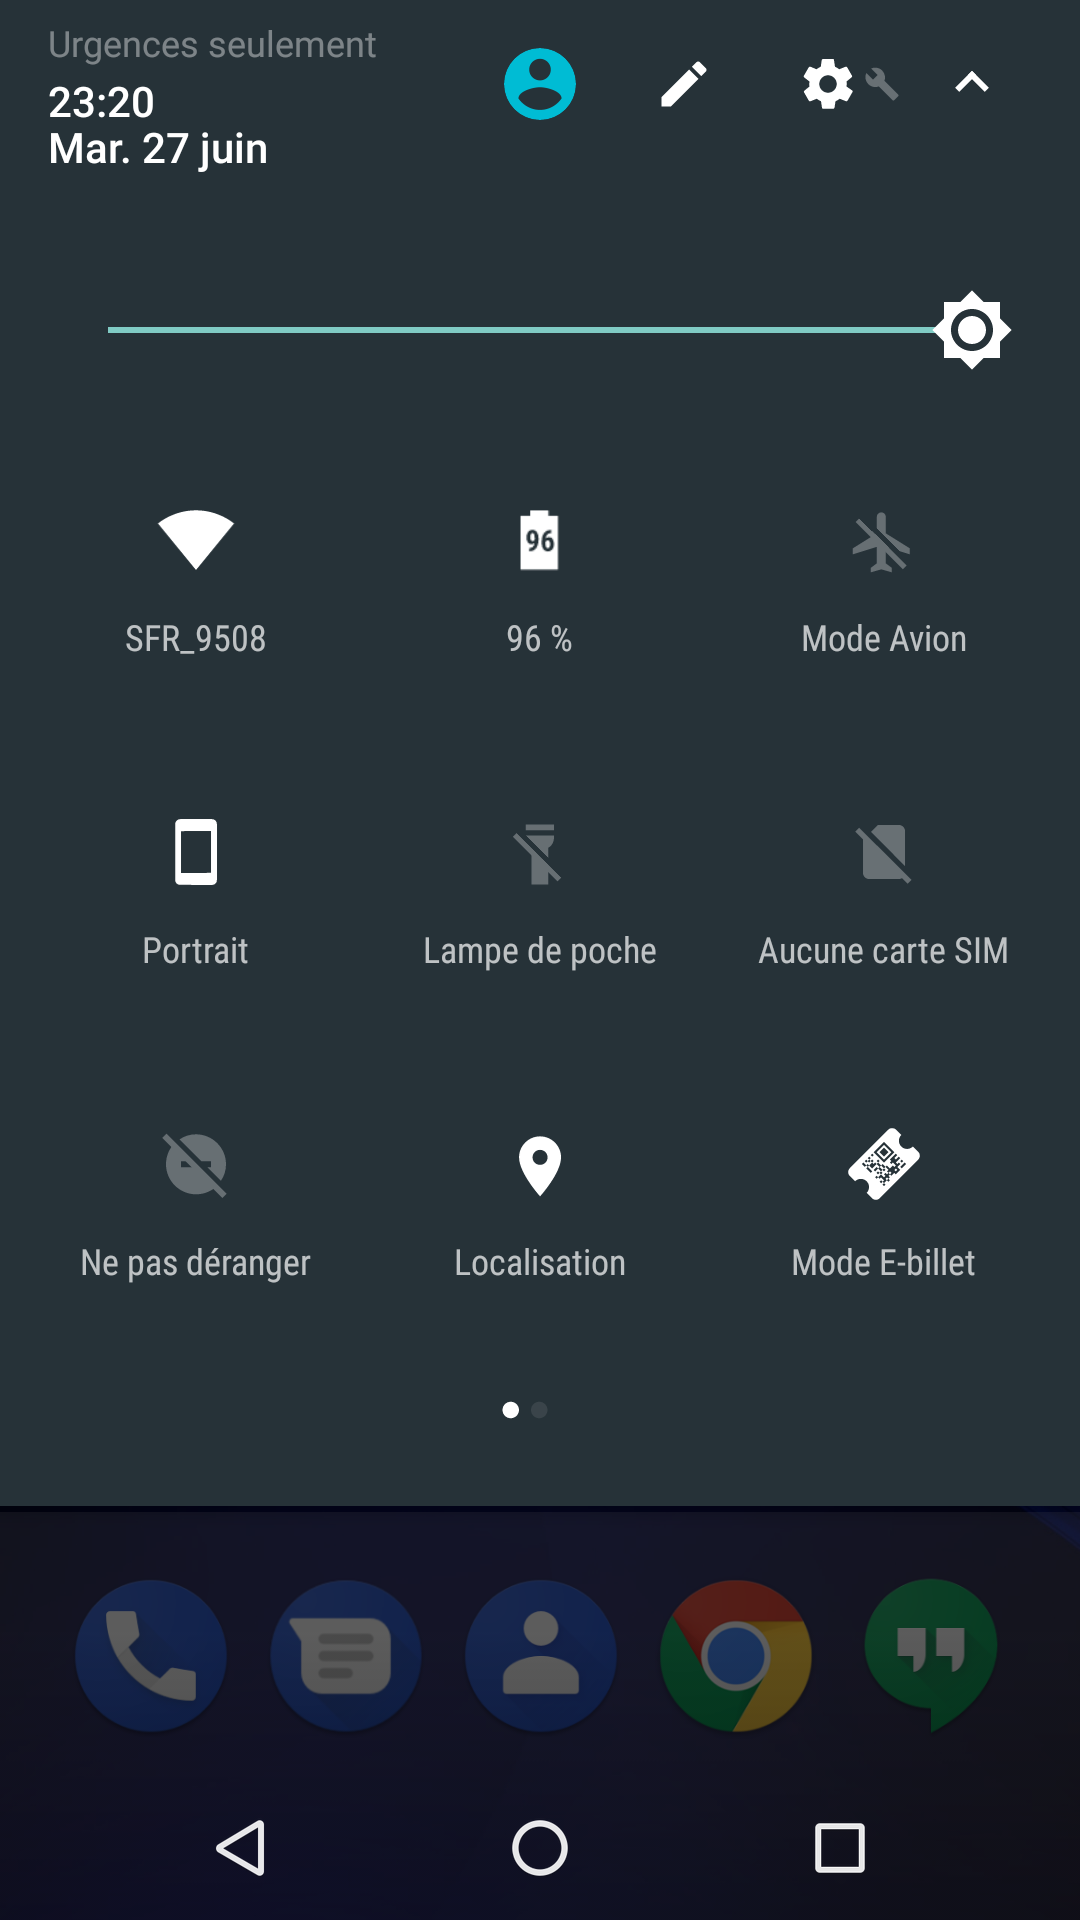 Urgences seulement
23:20
Mar. 27 juin
96
SFR_9508
96 %
Mode Avion
Portrait
Lampe de poche
Aucune carte SIM
Ne pas déranger
Localisation
Mode E-billet